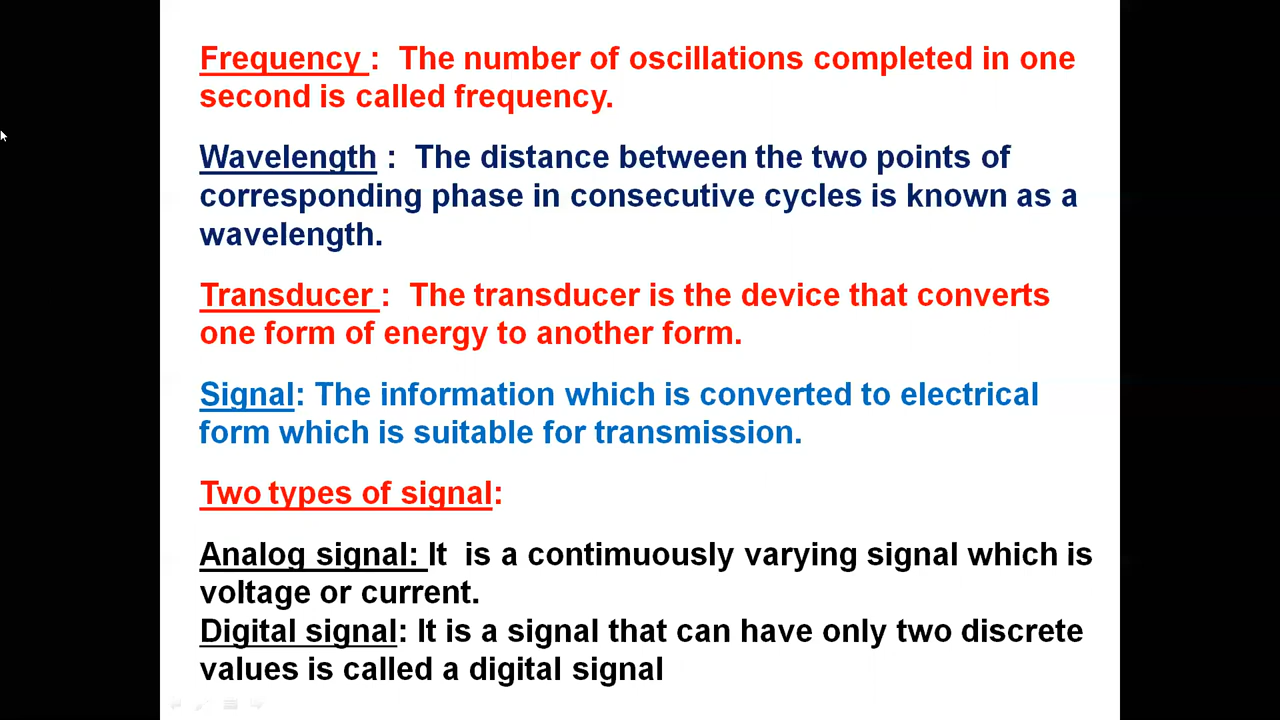 Frequency : The number of oscillations completed in one
second is called frequency.
Wavelength : The distance between the two points of
corresponding phase in consecutive cycles is known as a
wavelength.
Transducer : The transducer is the device that converts
one form of energy to another form.
Signal: The information which is converted to electrical
form which is suitable for transmission.
Two types of signal:
Analog signal: It is a contimuously varying signal which is
voltage or current.
Digital signal: It is a signal that can have only two discrete
values is called a digital signal